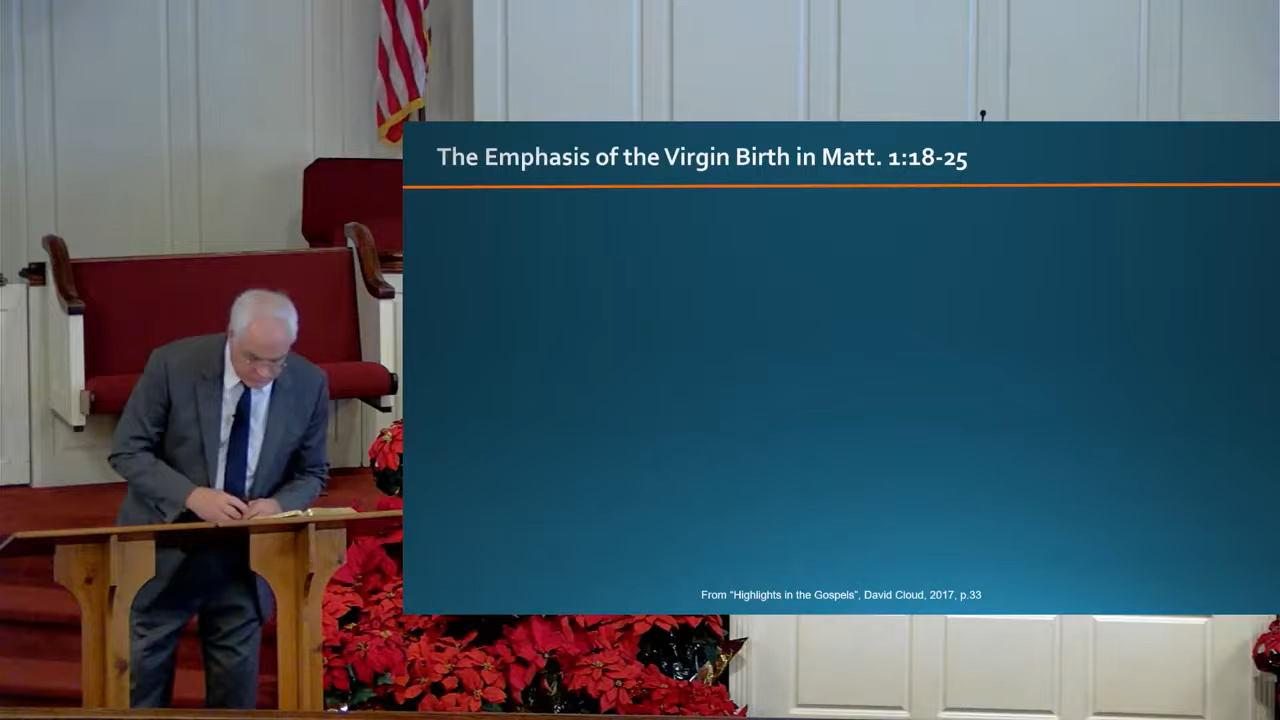 The Emphasis of the Virgin Birth in Matt. 1:18-25
From “Highlights in the Gospels”, David Cloud, 2017, p.33